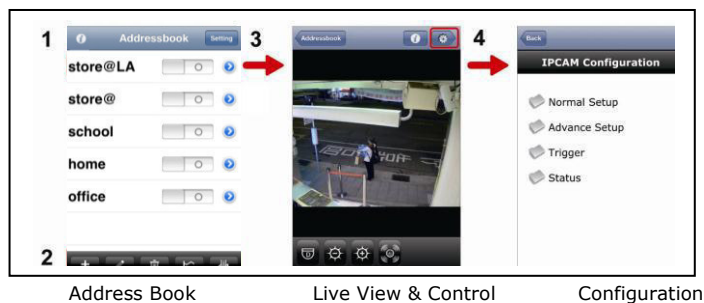 1
Addressbook
Setting
store@LA
store@
school
home
office
2
3
Addressbook
4
Back
IPCAM Configuration
Normal Setup
Advance Setup
Trigger
Status
Address Book
Live View & Control
Configuration